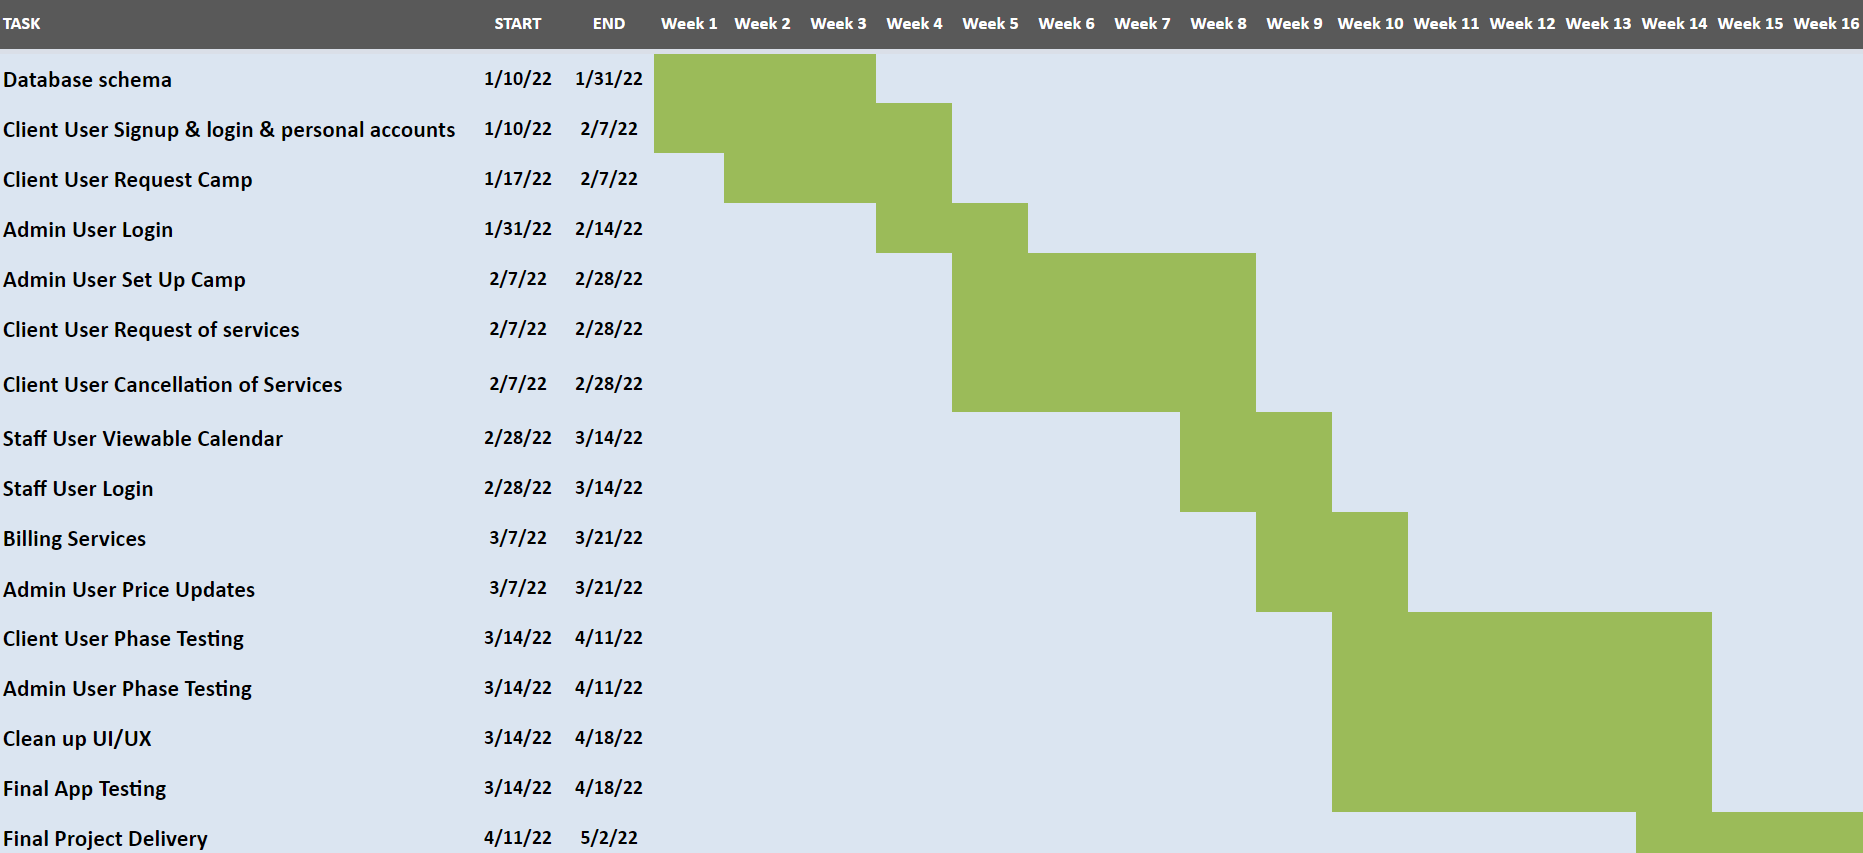 TASK START END Week 1 Week 2 Week 3 Week 4 Week 5 Week 6 Week 7 Week 8 Week 9 Week 10 Week 11 Week 12 Week 13 Week 14 Week 15 Week 16
Database schema 1/10/22 1/31/22
Client User Signup & login & personal accounts 1/10/22 2/7/22
Client User Request Camp 1/17/22 2/7/22
Admin User Login 1/31/22 2/14/22
Admin User Set Up Camp 2/7/22 2/28/22
Client User Request of services 2/7/22 2/28/22
Client User Cancellation of Services 2/7/22 2/28/22
Staff User Viewable Calendar 2/28/22 3/14/22
Staff User Login 2/28/22 3/14/22
Billing Services 3/7/22 3/21/22
Admin User Price Updates 3/7/22 3/21/22
Client User Phase Testing 3/14/22 4/11/22
Admin User Phase Testing 3/14/22 4/11/22
Clean up UI/UX 3/14/22 4/18/22
Final App Testing 3/14/22 4/18/22
Final Project Delivery 4/11/22 5/2/22